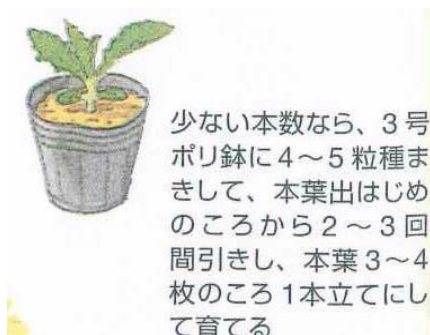 少ない本数なら、3号
ポリ鉢に4〜5粒種ま
きして、本葉出はじめ
のころから2〜3回
間引きし、本葉3〜4
枚のころ1本立てにし
て育てる